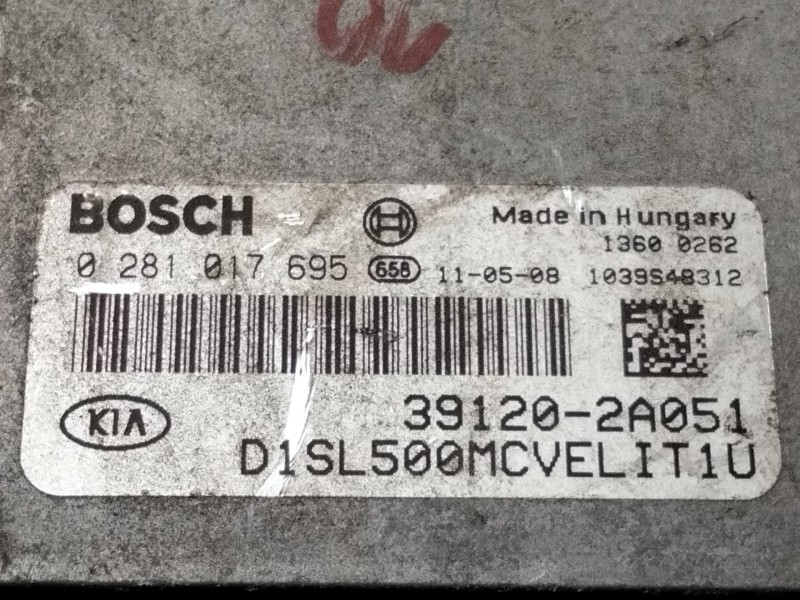 BOSCH
Made in Hungary
1360 0262
0 281 017 695 658 11-05-08 1039S48312
KIA
39120-2A051
D1SL500MCVELIT1U